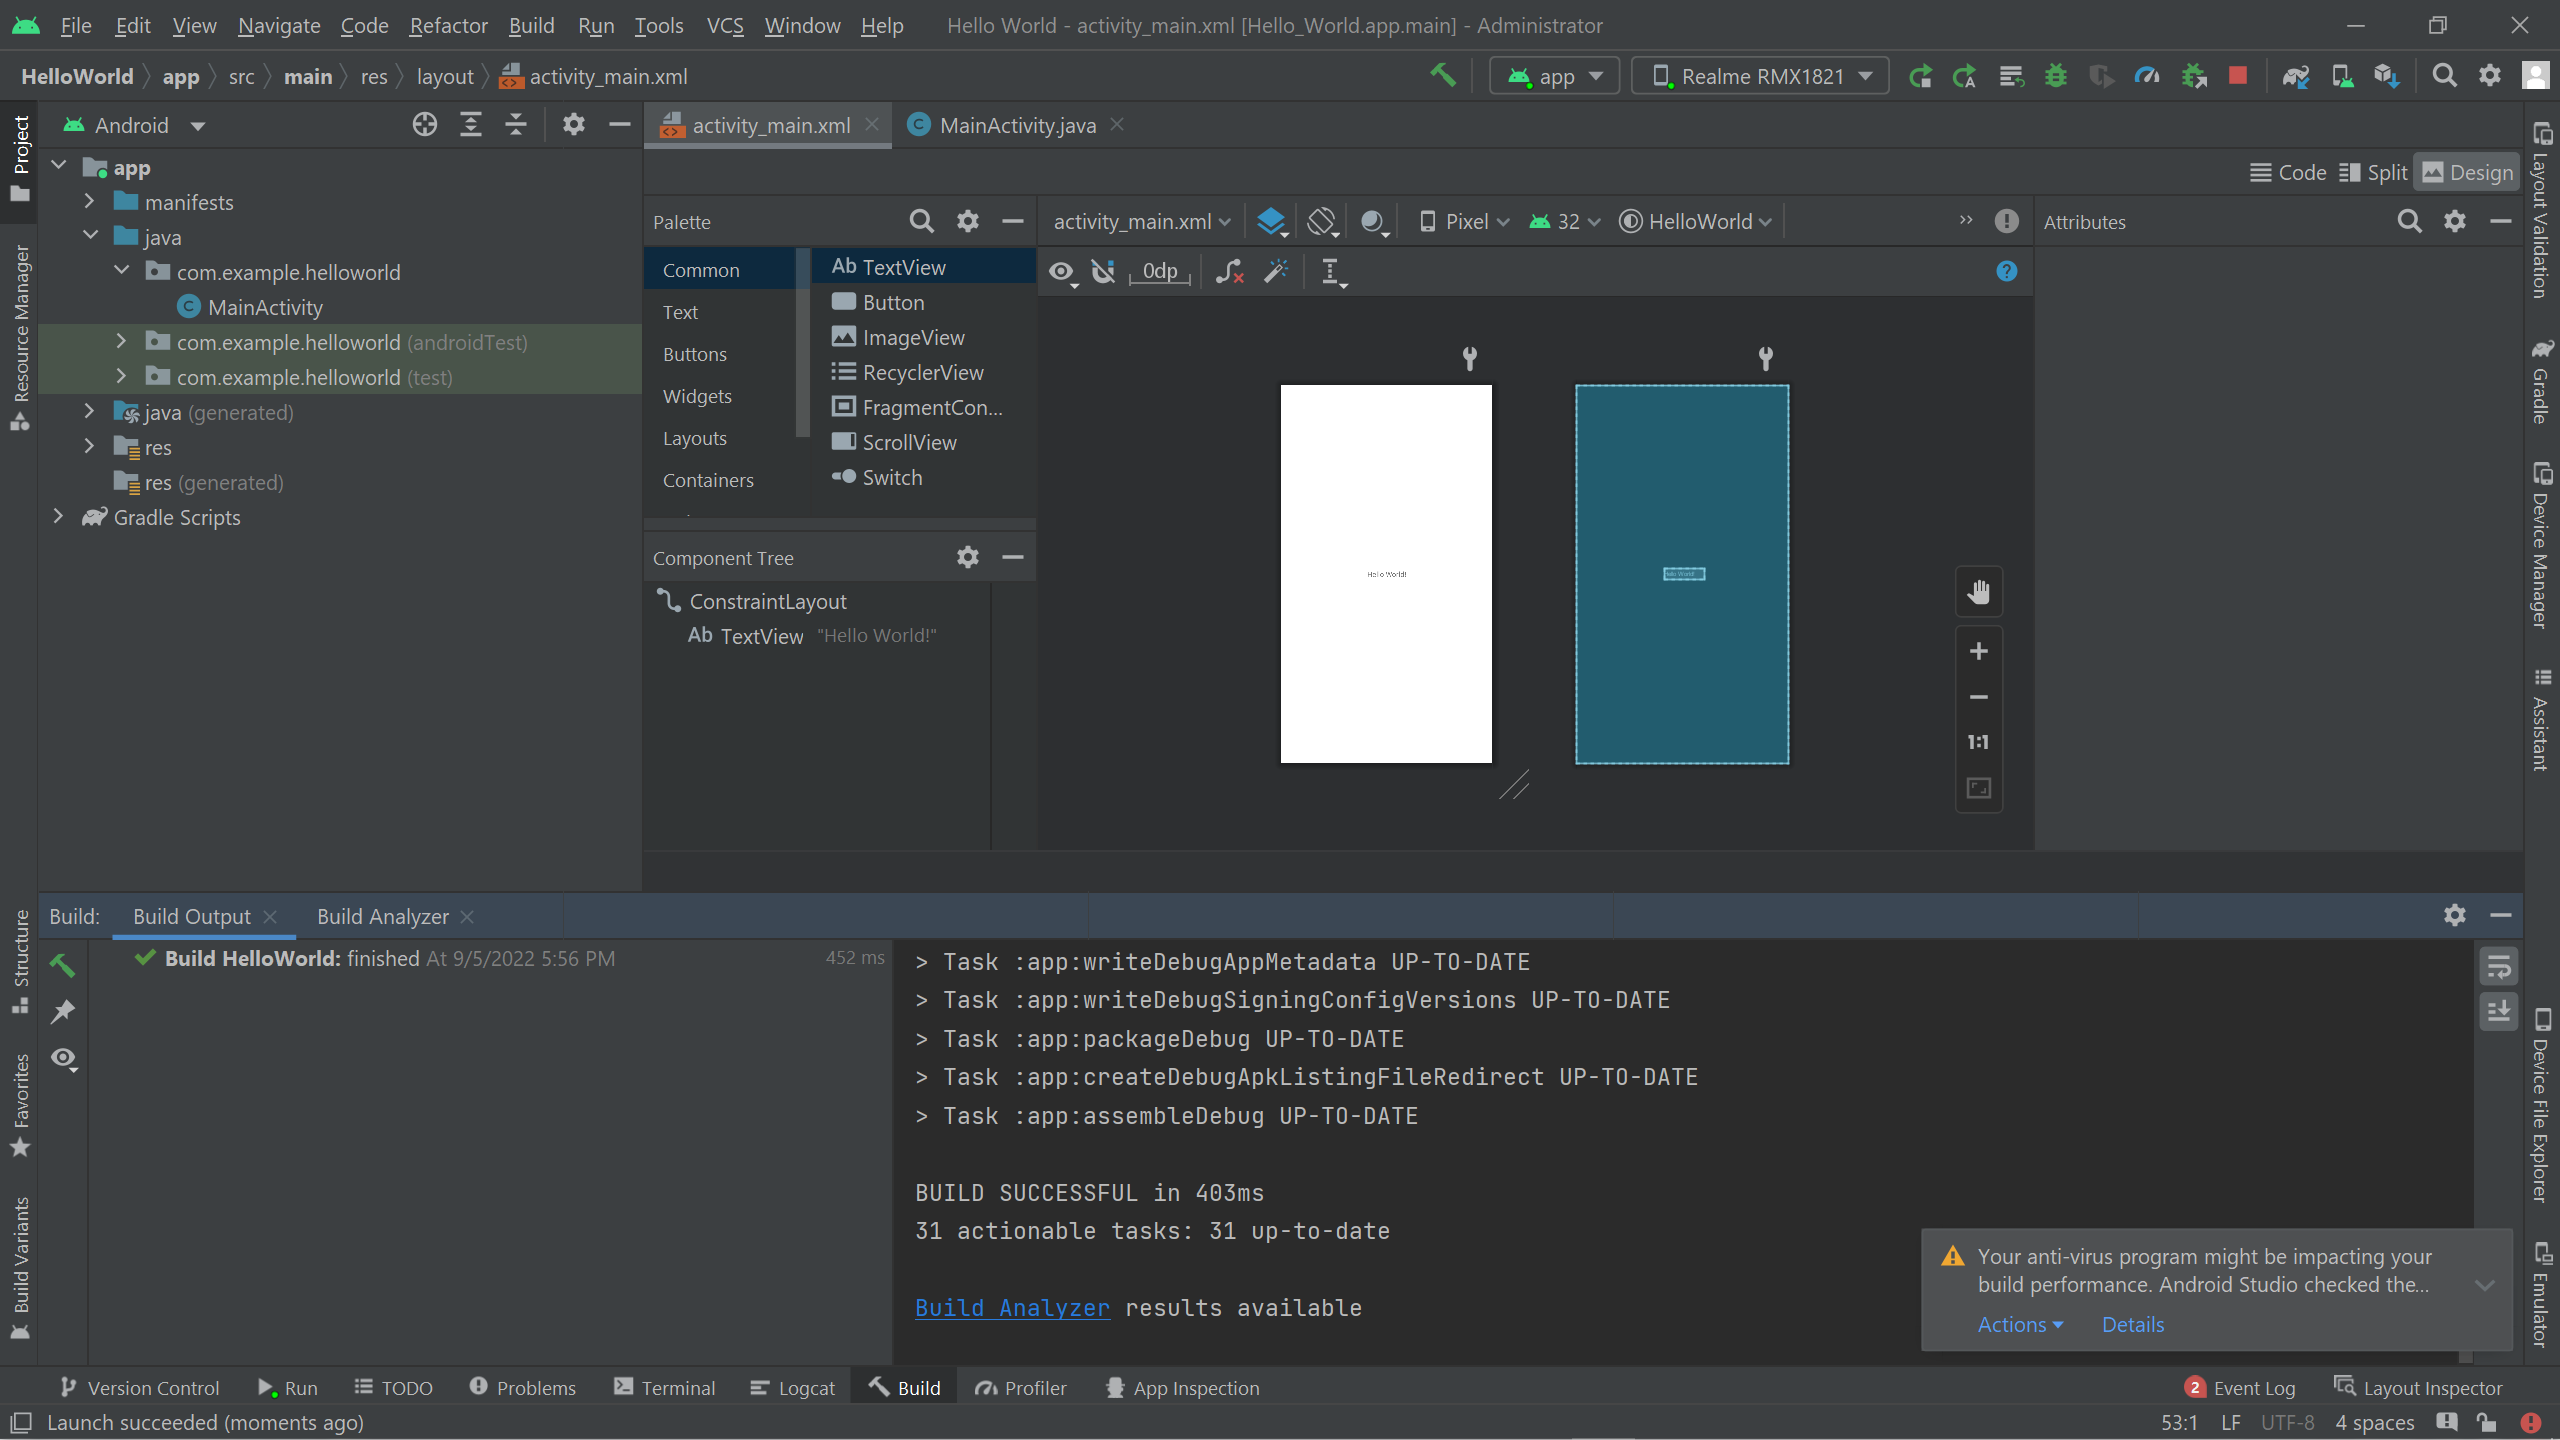 File Edit View Navigate Code Refactor Build Run Tools VCS Window Help Hello World - activity_main.xml [Hello_World.app.main] - Administrator
HelloWorld app src main res layout activity_main.xml app Realme RMX1821
Project
Resource Manager
Structure
Favorites
Build Variants
Android
app
manifests
java
com.example.helloworld
MainActivity
com.example.helloworld (androidTest)
com.example.helloworld (test)
java (generated)
res
res (generated)
Gradle Scripts
activity_main.xml MainActivity.java
Code Split Design
Palette
Common
Text
Buttons
Widgets
Layouts
Containers
Ab TextView
Button
ImageView
RecyclerView
FragmentCon...
ScrollView
Switch
Component Tree
ConstraintLayout
Ab TextView "Hello World!"
activity_main.xml Pixel 32 HelloWorld
0dp
Hello World!
Hello World!
1:1
Attributes
Layout Validation
Gradle
Device Manager
Assistant
Device File Explorer
Emulator
Build: Build Output Build Analyzer
Build HelloWorld: finished At 9/5/2022 5:56 PM 452 ms
> Task :app:writeDebugAppMetadata UP-TO-DATE
> Task :app:writeDebugSigningConfigVersions UP-TO-DATE
> Task :app:packageDebug UP-TO-DATE
> Task :app:createDebugApkListingFileRedirect UP-TO-DATE
> Task :app:assembleDebug UP-TO-DATE
BUILD SUCCESSFUL in 403ms
31 actionable tasks: 31 up-to-date
Build Analyzer results available
Your anti-virus program might be impacting your
build performance. Android Studio checked the...
Actions Details
Version Control Run TODO Problems Terminal Logcat Build Profiler App Inspection 2 Event Log Layout Inspector
Launch succeeded (moments ago) 53:1 LF UTF-8 4 spaces